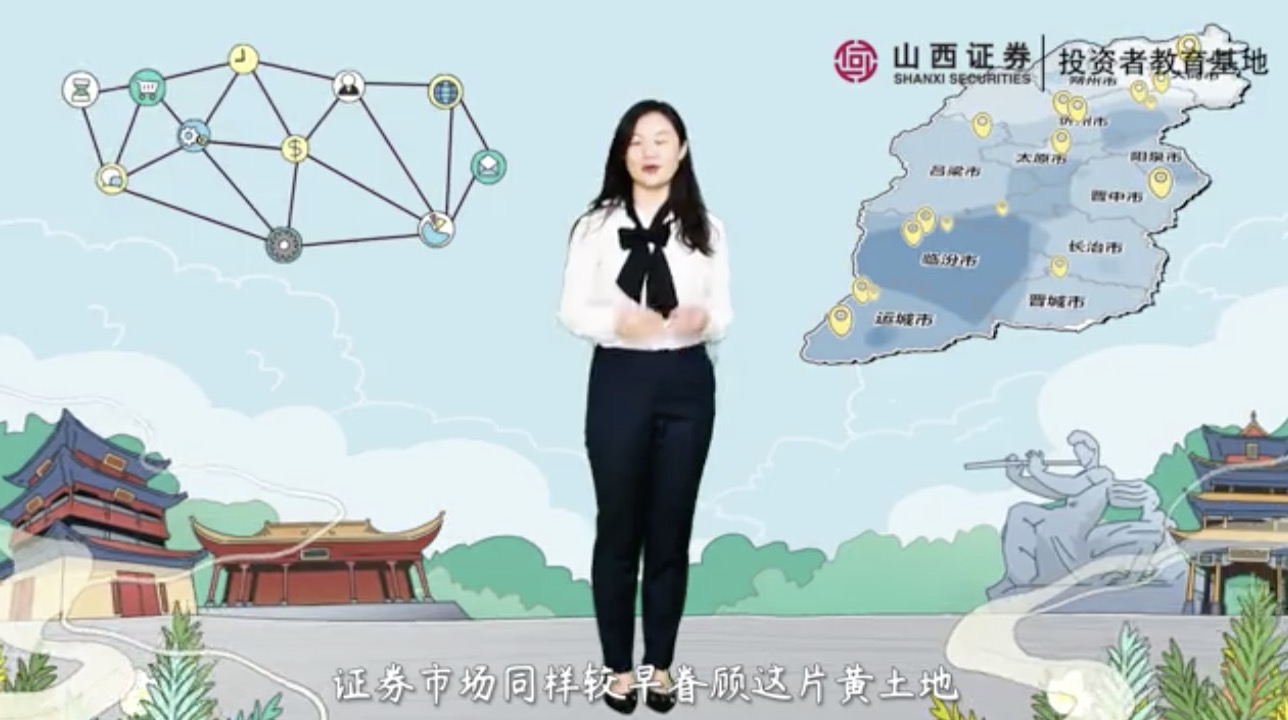 山西证券 投资者教育基地
SHANXI SECURITIES
朔州市
忻州市
吕梁市
太原市
阳泉市
晋中市
临汾市
长治市
晋城市
运城市
证券市场同样较早眷顾这片黄土地